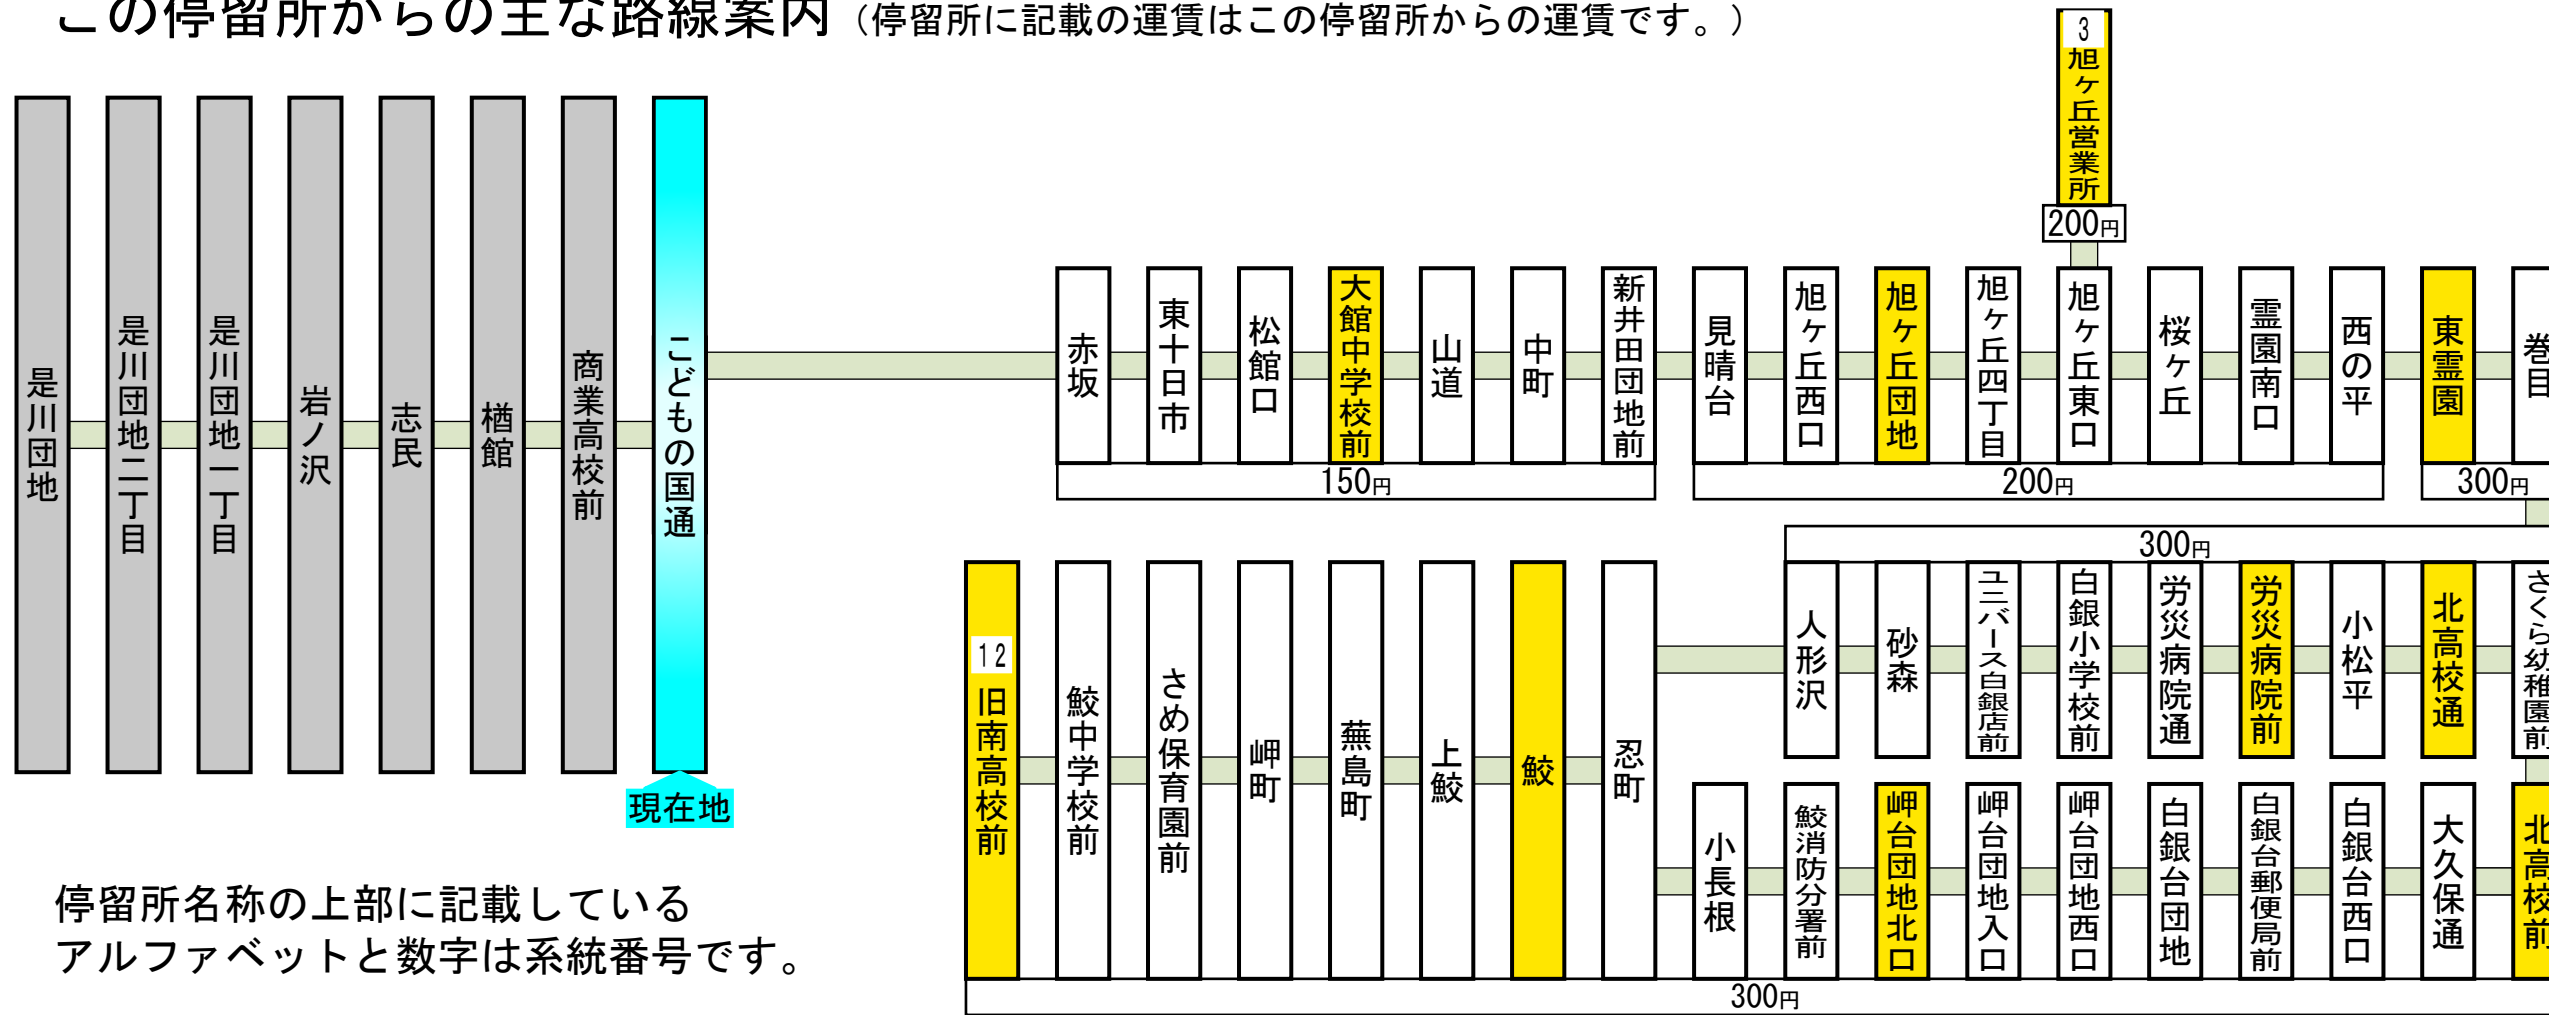 この停留所からの主な路線案内（停留所に記載の運賃はこの停留所からの運賃です。）
3
旭ヶ丘営業所
200円
是川団地
是川団地二丁目
是川団地一丁目
岩ノ沢
志民
楢館
商業高校前
こどもの国通
現在地
赤坂
東十日市
松館口
大館中学校前
山道
中町
新井田団地前
見晴台
旭ヶ丘西口
旭ヶ丘団地
旭ヶ丘四丁目
旭ヶ丘東口
桜ヶ丘
霊園南口
西の平
東霊園
巻目
150円
200円
300円
300円
人形沢
砂森
ユニバース白銀店前
白銀小学校前
労災病院通
労災病院前
小松平
北高校通
さくら幼稚園前
12
旧南高校前
鮫中学校前
さめ保育園前
岬町
蕪島町
上鮫
鮫
忍町
小長根
鮫消防分署前
岬台団地北口
岬台団地入口
岬台団地西口
白銀台団地
白銀台郵便局前
白銀台西口
大久保通
北高校前
300円
停留所名称の上部に記載している
アルファベットと数字は系統番号です。